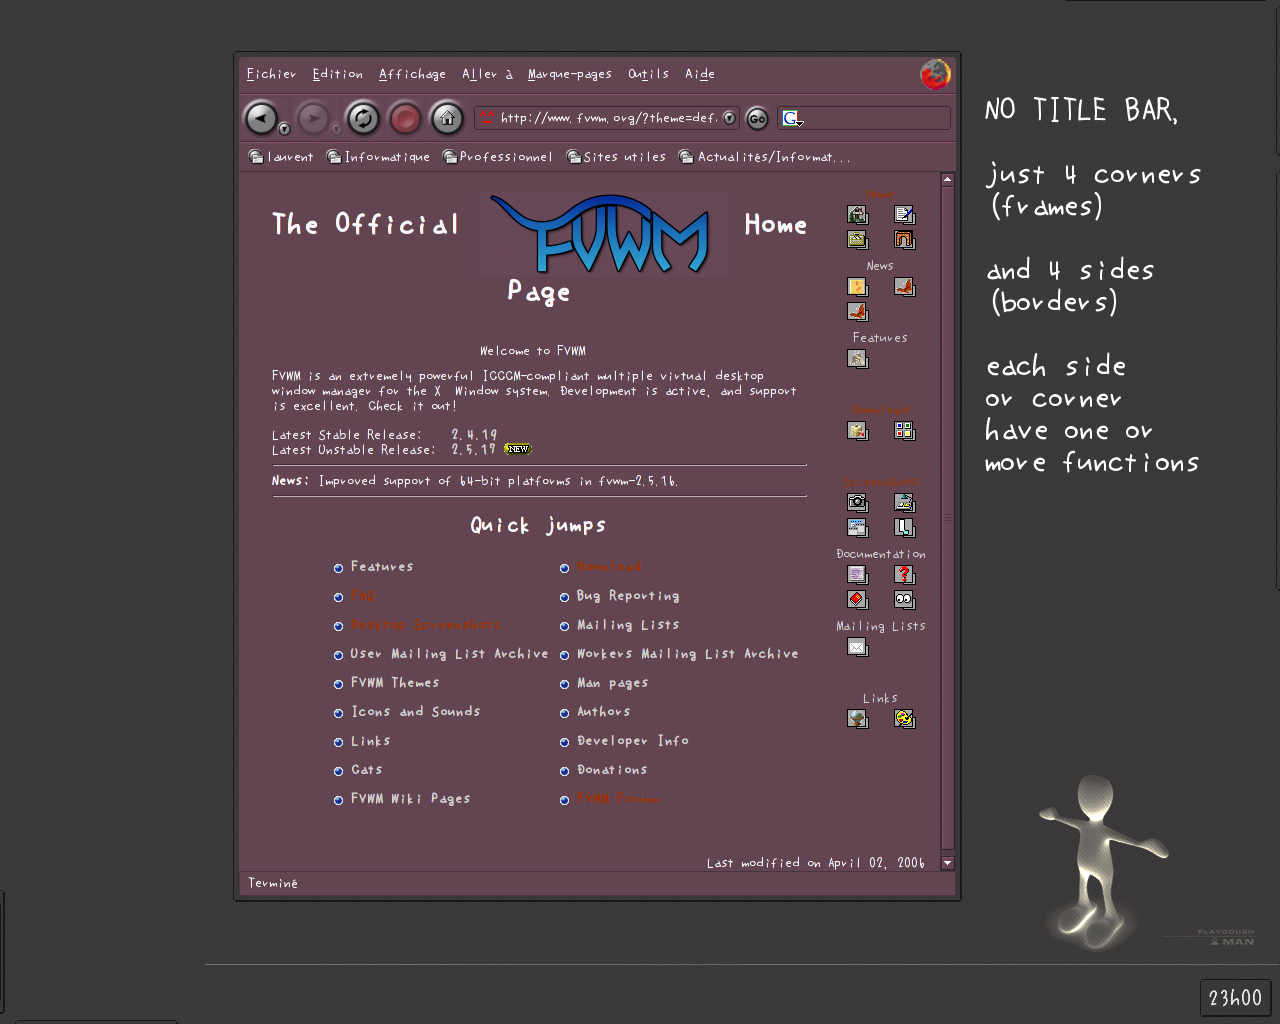 Fichier Edition Affichage Aller à Marque-pages Outils Aide
http://www.fvwm.org/?theme=def. Go G
laurent Informatique Professionnel Sites utiles Actualités/Informat...
The Official FVWM Home
Page
Welcome to FVWM
FVWM is an extremely powerful ICCCM-compliant multiple virtual desktop
window manager for the X Window system. Development is active, and support
is excellent. Check it out!
Latest Stable Release: 2.4.19
Latest Unstable Release: 2.5.17 NEW
News: Improved support of 64-bit platforms in fvwm-2.5.16.
Quick jumps
Features Download
FAQ Bug Reporting
Desktop Screenshots Mailing Lists
User Mailing List Archive Workers Mailing List Archive
FVWM Themes Man pages
Icons and Sounds Authors
Links Developer Info
Cats Donations
FVWM Wiki Pages FVWM Forum
Last modified on April 02, 2006
Terminé
News
Features
Download
Screenshots
Documentation
Mailing Lists
Links
NO TITLE BAR,
just 4 corners
(frames)
and 4 sides
(borders)
each side
or corner
have one or
more functions
PLAYDOUGH
MAN
23h00